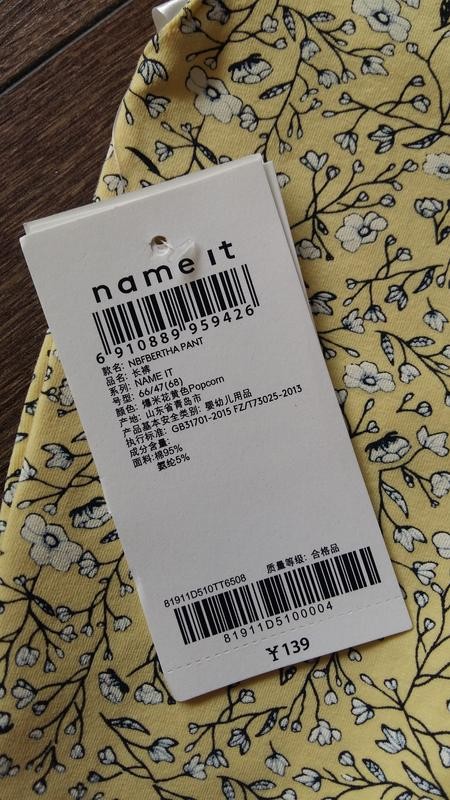 name it
6 910889 959426
款名: NBFBERTHA PANT
品名: 长裤
系列: NAME IT
号型: 66/47(68)
颜色: 爆米花黄色Popcorn
产地: 山东省青岛市
产品基本安全类别: 婴幼儿用品
执行标准: GB31701-2015 FZ/T73025-2013
成分含量:
面料:棉95%
氨纶5%
质量等级: 合格品
81911D510TT6508
81911D5100004
¥139